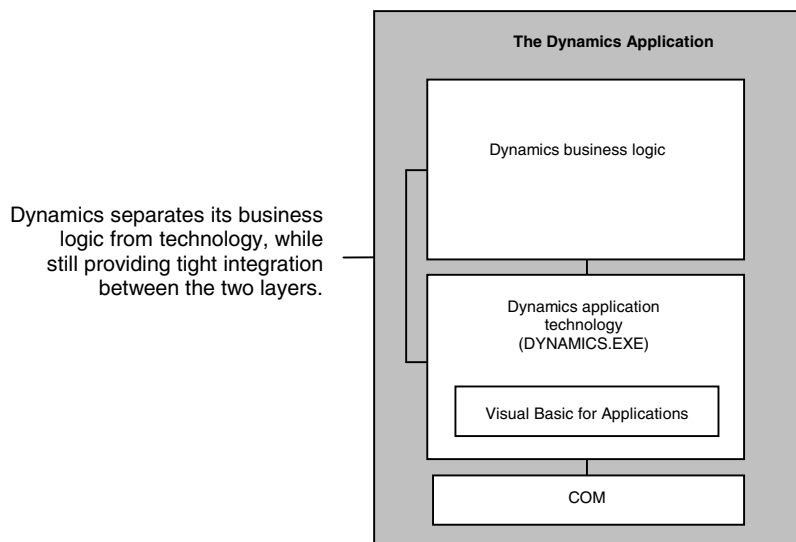 The Dynamics Application
Dynamics business logic
Dynamics separates its business
logic from technology, while
still providing tight integration
between the two layers.
Dynamics application
technology
(DYNAMICS.EXE)
Visual Basic for Applications
COM